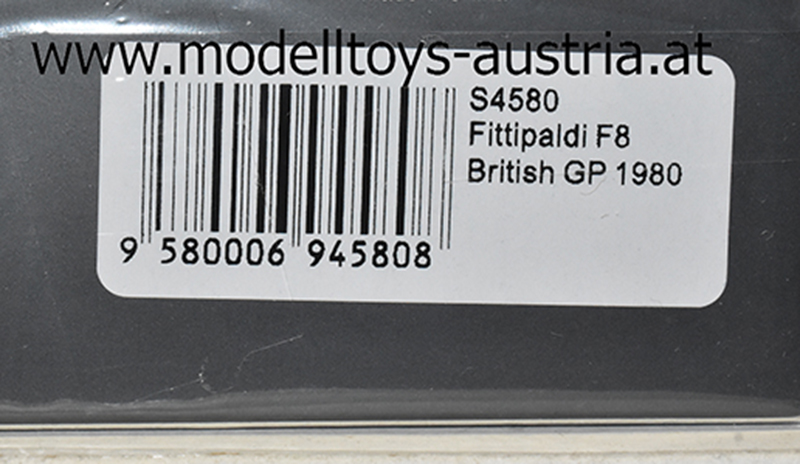 www.modelltoys-austria.at
S4580
Fittipaldi F8
British GP 1980
9 580006 945808